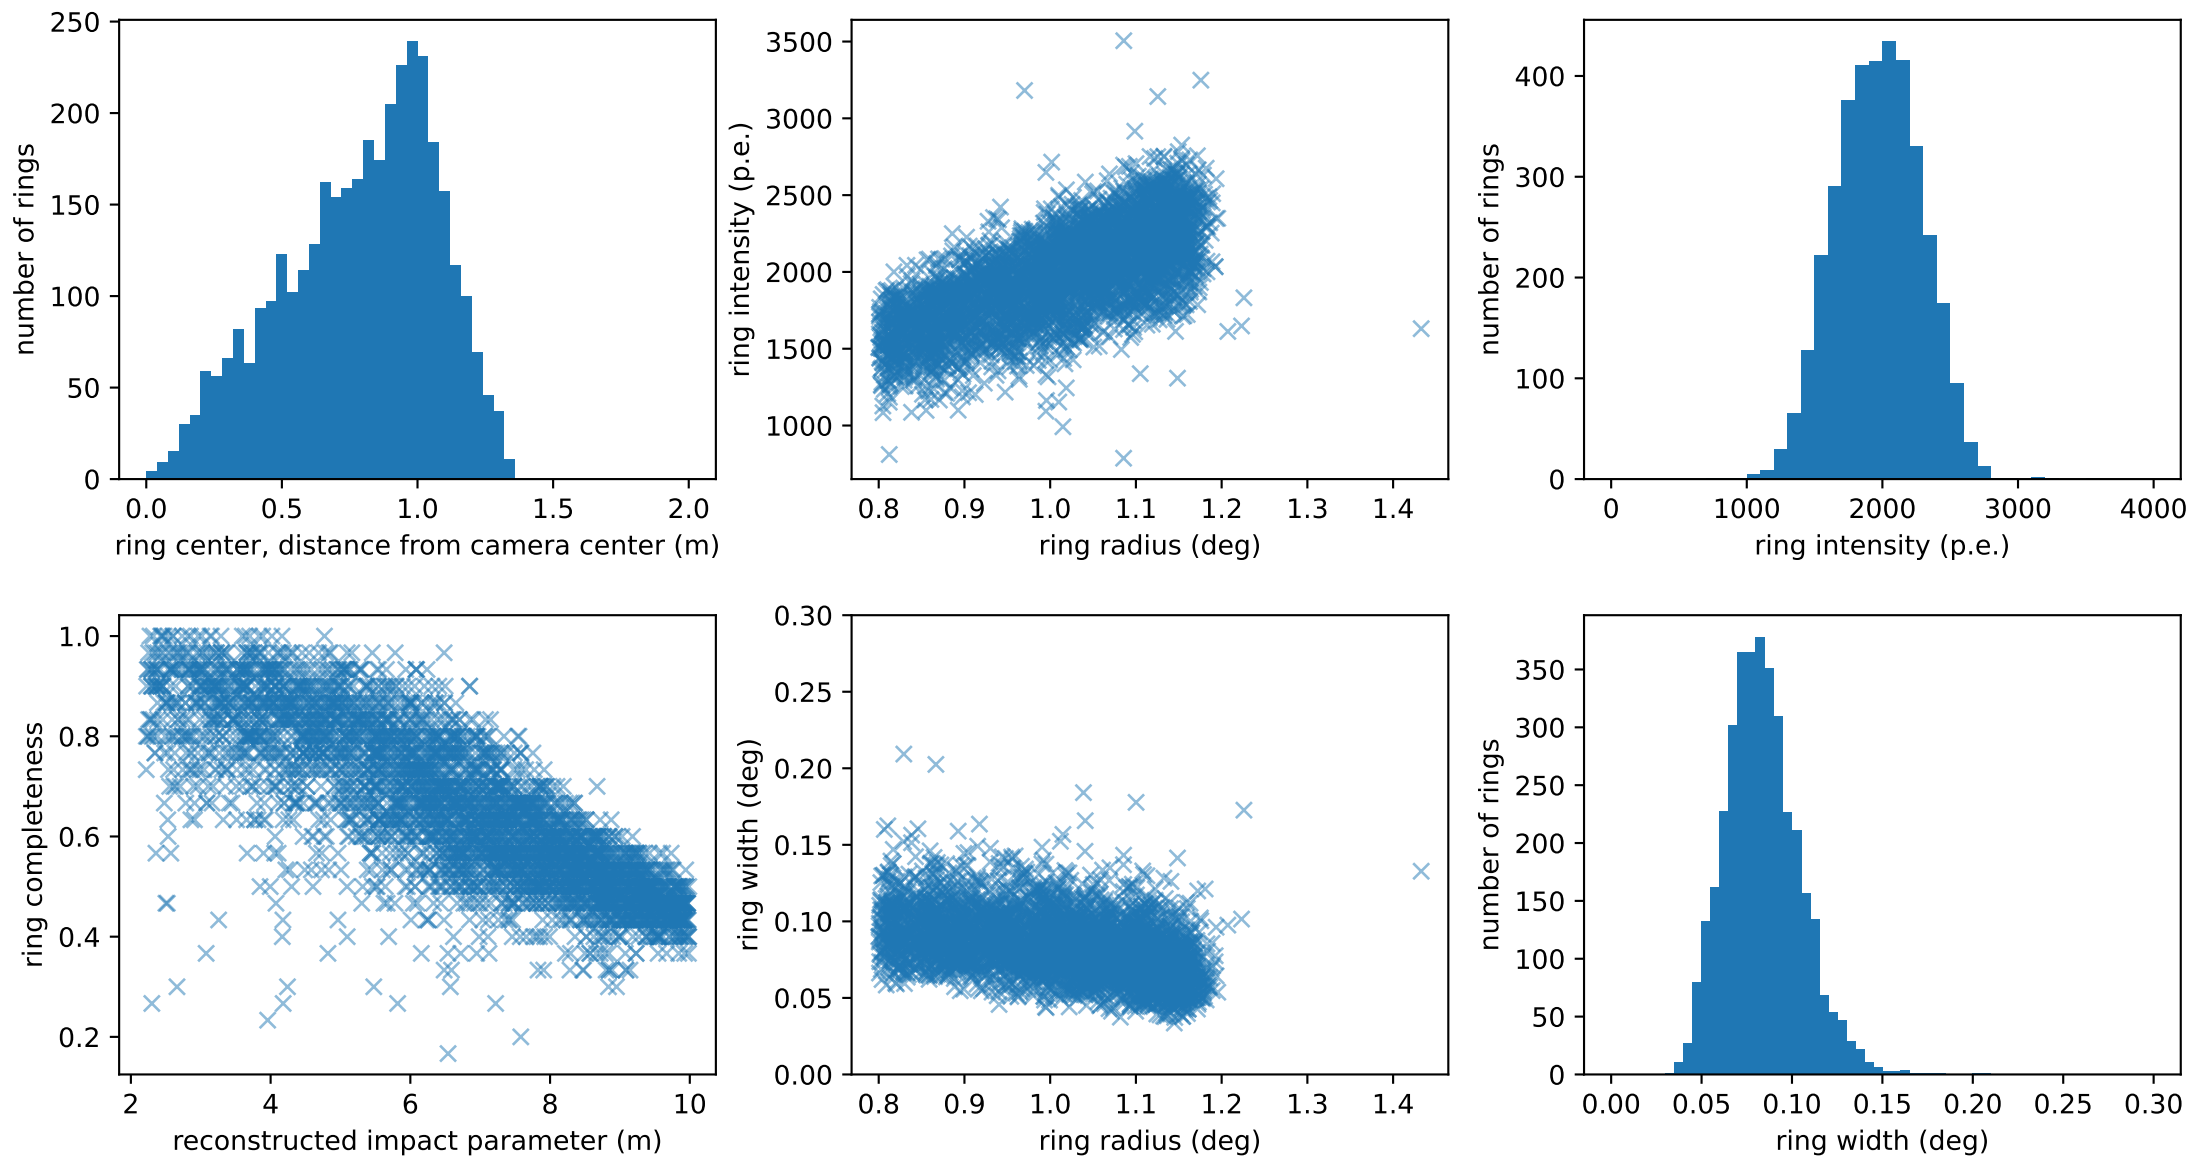 250
200
150
100
50
0
number of rings
0.0 0.5 1.0 1.5 2.0
ring center, distance from camera center (m)
3500
3000
2500
2000
1500
1000
ring intensity (p.e.)
0.8 0.9 1.0 1.1 1.2 1.3 1.4
ring radius (deg)
400
300
200
100
0
number of rings
0 1000 2000 3000 4000
ring intensity (p.e.)
1.0
0.8
0.6
0.4
0.2
ring completeness
2 4 6 8 10
reconstructed impact parameter (m)
0.30
0.25
0.20
0.15
0.10
0.05
0.00
ring width (deg)
0.8 0.9 1.0 1.1 1.2 1.3 1.4
ring radius (deg)
350
300
250
200
150
100
50
0
number of rings
0.00 0.05 0.10 0.15 0.20 0.25 0.30
ring width (deg)